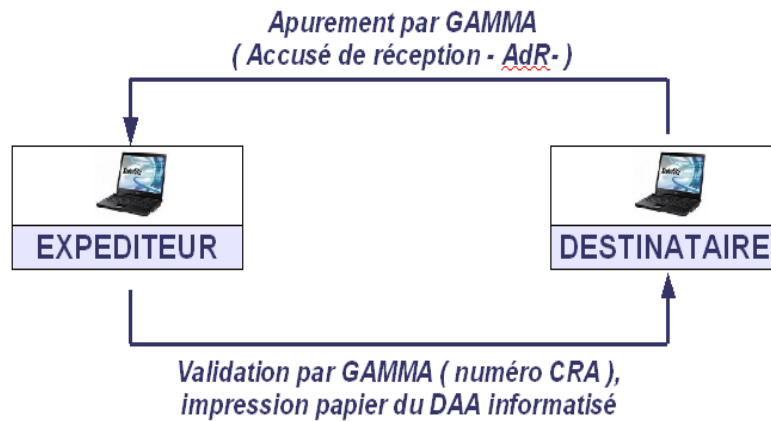 Apurement par GAMMA
( Accusé de réception - AdR- )
EXPEDITEUR
DESTINATAIRE
Validation par GAMMA ( numéro CRA ),
impression papier du DAA informatisé